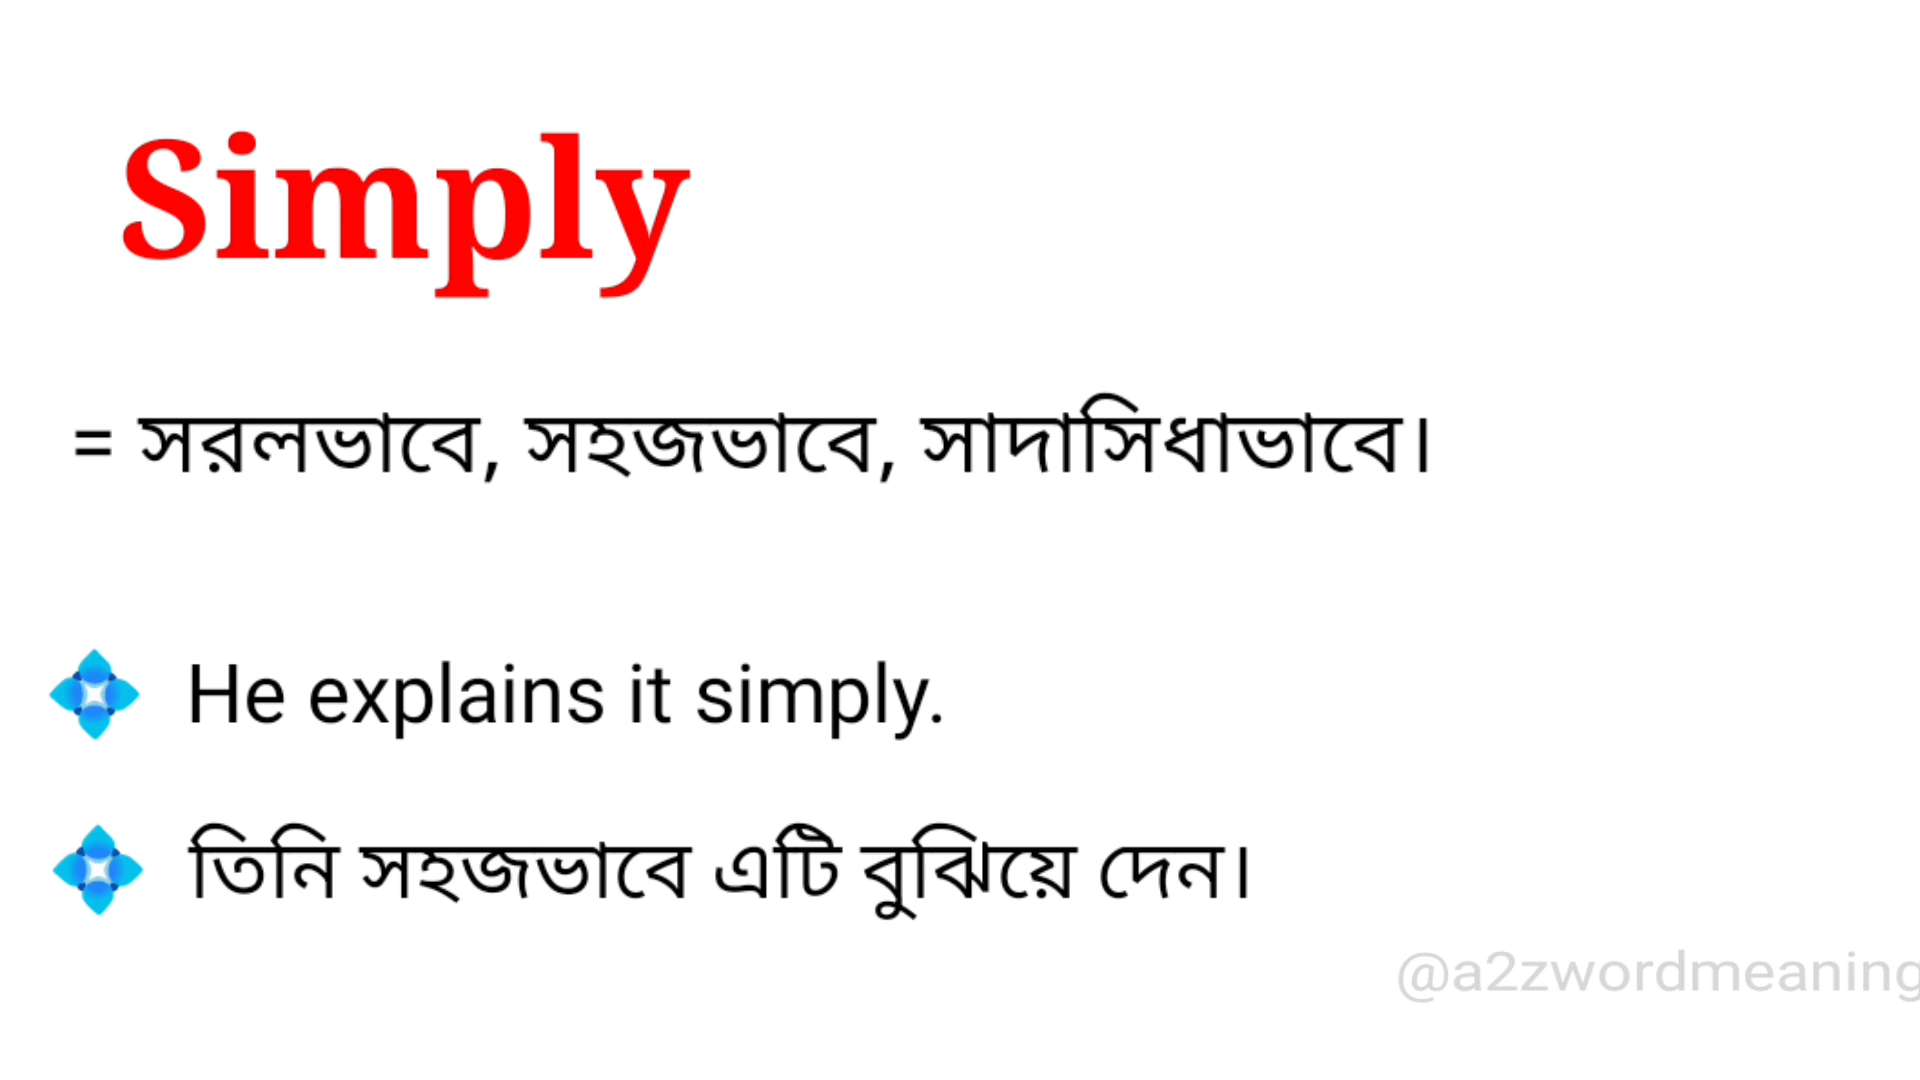 Simply
= সরলভাবে, সহজভাবে, সাদাসিধাভাবে।
He explains it simply.
তিনি সহজভাবে এটি বুঝিয়ে দেন।
@a2zwordmeaning